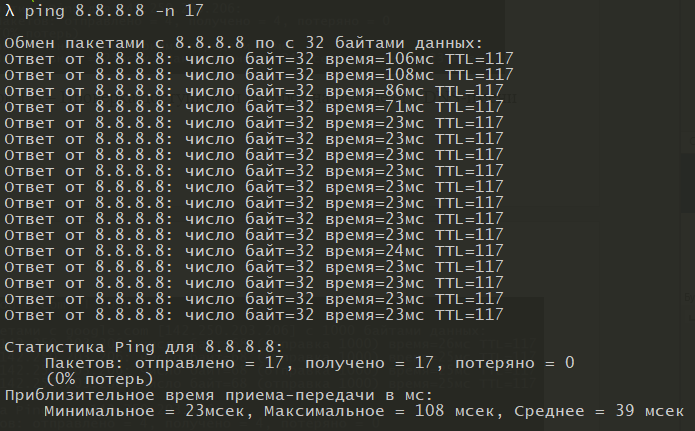 λ ping 8.8.8.8 -n 17
Обмен пакетами с 8.8.8.8 по с 32 байтами данных:
Ответ от 8.8.8.8: число байт=32 время=106мс TTL=117
Ответ от 8.8.8.8: число байт=32 время=108мс TTL=117
Ответ от 8.8.8.8: число байт=32 время=86мс TTL=117
Ответ от 8.8.8.8: число байт=32 время=71мс TTL=117
Ответ от 8.8.8.8: число байт=32 время=23мс TTL=117
Ответ от 8.8.8.8: число байт=32 время=23мс TTL=117
Ответ от 8.8.8.8: число байт=32 время=23мс TTL=117
Ответ от 8.8.8.8: число байт=32 время=23мс TTL=117
Ответ от 8.8.8.8: число байт=32 время=23мс TTL=117
Ответ от 8.8.8.8: число байт=32 время=23мс TTL=117
Ответ от 8.8.8.8: число байт=32 время=23мс TTL=117
Ответ от 8.8.8.8: число байт=32 время=23мс TTL=117
Ответ от 8.8.8.8: число байт=32 время=24мс TTL=117
Ответ от 8.8.8.8: число байт=32 время=23мс TTL=117
Ответ от 8.8.8.8: число байт=32 время=23мс TTL=117
Ответ от 8.8.8.8: число байт=32 время=23мс TTL=117
Ответ от 8.8.8.8: число байт=32 время=23мс TTL=117
Статистика Ping для 8.8.8.8:
Пакетов: отправлено = 17, получено = 17, потеряно = 0
(0% потерь)
Приблизительное время приема-передачи в мс:
Минимальное = 23мсек, Максимальное = 108 мсек, Среднее = 39 мсек